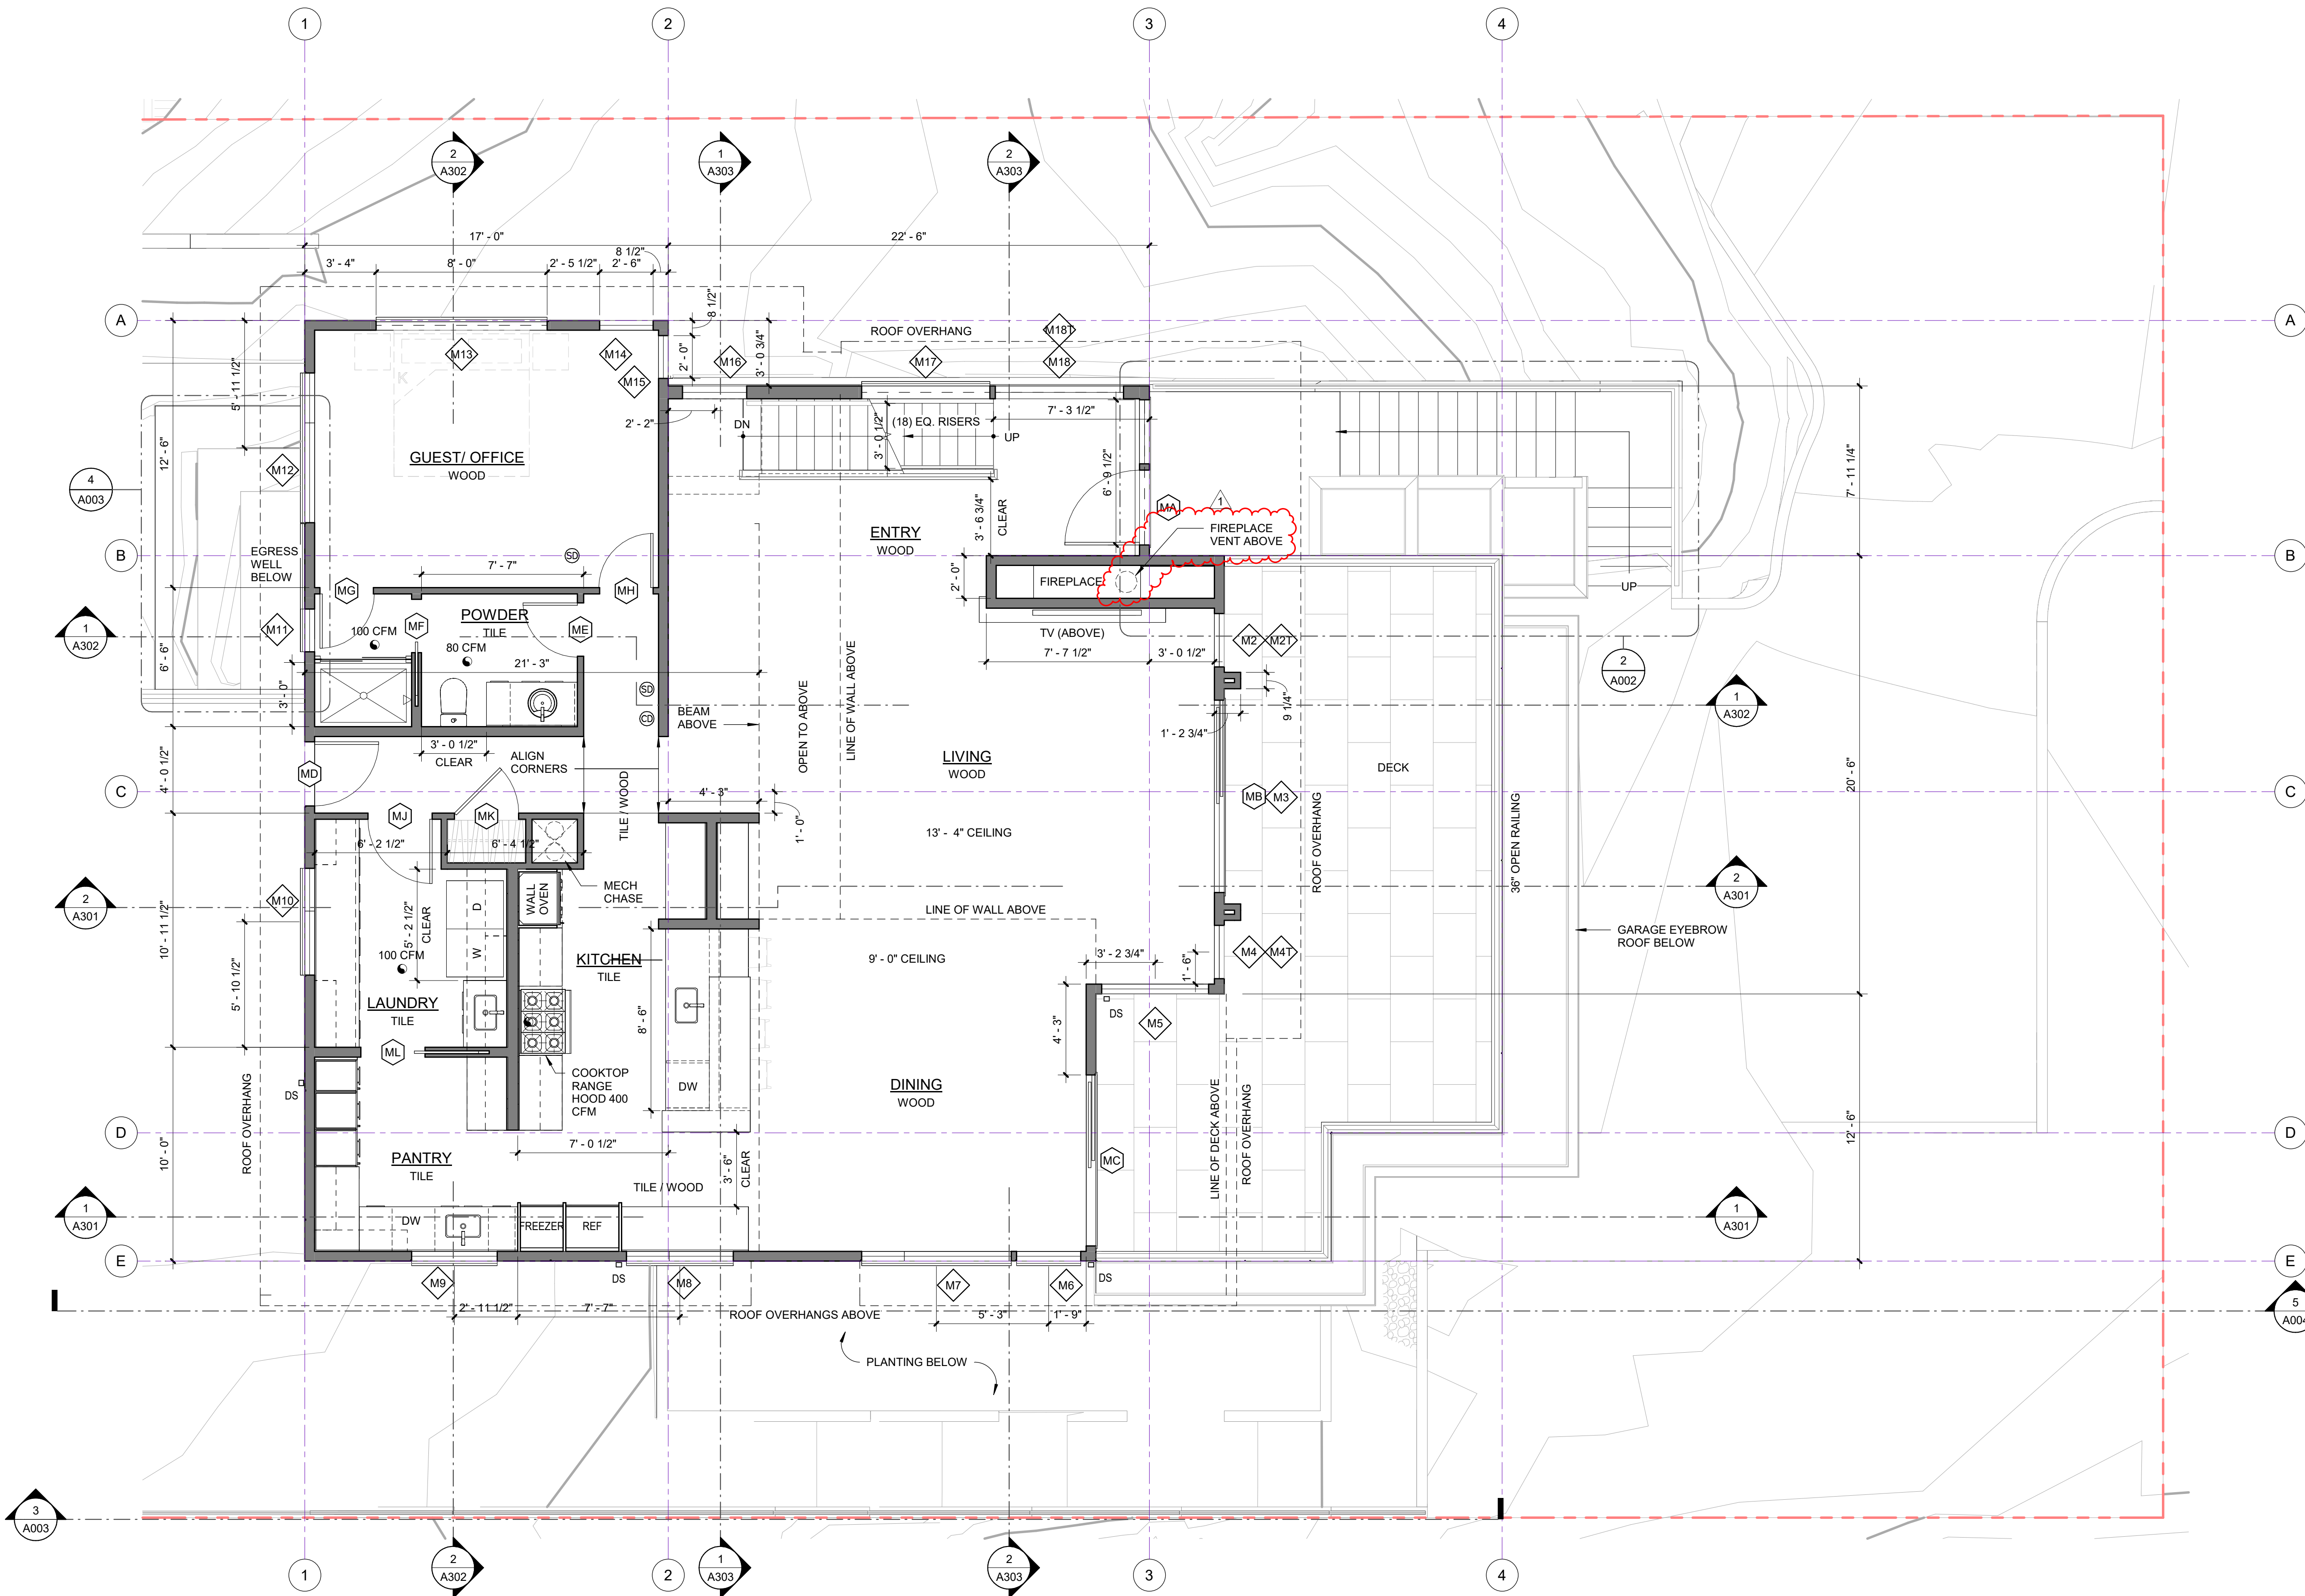 1
2
3
4
2
A302
1
A303
2
A303
17' - 0"
22' - 6"
8 1/2"
3' - 4"
8' - 0"
2' - 5 1/2"
2' - 6"
8 1/2"
A
A
ROOF OVERHANG
M18T
M13
M14
M15
M16
M17
M18
2' - 0"
3' - 0 3/4"
K
5' - 11 1/2"
2' - 2"
DN
(18) EQ. RISERS
UP
3' - 0 1/2"
7' - 3 1/2"
12' - 6"
GUEST/ OFFICE
WOOD
M12
4
A003
6' - 9 1/2"
7' - 11 1/4"
MA
1
3' - 6 3/4"
CLEAR
ENTRY
WOOD
FIREPLACE
VENT ABOVE
B
B
EGRESS
WELL
BELOW
SD
7' - 7"
2' - 0"
FIREPLACE
UP
MG
MH
POWDER
TILE
M11
100 CFM
MF
ME
1
A302
80 CFM
TV (ABOVE)
M2
M2T
6' - 6"
21' - 3"
7' - 7 1/2"
3' - 0 1/2"
2
A002
3' - 0"
SD
CD
BEAM
ABOVE
OPEN TO ABOVE
LINE OF WALL ABOVE
9 1/4"
1' - 2 3/4"
1
A302
3' - 0 1/2"
CLEAR
ALIGN
CORNERS
MD
4' - 0 1/2"
TILE / WOOD
LIVING
WOOD
DECK
C
C
4' - 3"
1' - 0"
MB
M3
20' - 6"
MJ
MK
13' - 4" CEILING
ROOF OVERHANG
36" OPEN RAILING
6' - 2 1/2"
6' - 4 1/2"
MECH
CHASE
WALL
OVEN
2
A301
M10
D
W
5' - 2 1/2"
CLEAR
2
A301
LINE OF WALL ABOVE
10' - 11 1/2"
100 CFM
KITCHEN
TILE
9' - 0" CEILING
M4
M4T
GARAGE EYEBROW
ROOF BELOW
3' - 2 3/4"
1' - 6"
5' - 10 1/2"
LAUNDRY
TILE
8' - 6"
DS
M5
4' - 3"
ML
COOKTOP
RANGE
HOOD 400
CFM
DW
DS
ROOF OVERHANG
DINING
WOOD
LINE OF DECK ABOVE
ROOF OVERHANG
D
D
7' - 0 1/2"
10' - 0"
PANTRY
TILE
3' - 6"
CLEAR
MC
12' - 6"
TILE / WOOD
1
A301
DW
FREEZER
REF
1
A301
E
E
M9
DS
M8
M7
M6
DS
2' - 11 1/2"
7' - 7"
ROOF OVERHANGS ABOVE
5' - 3"
1' - 9"
5
A004
PLANTING BELOW
3
A003
1
2
A302
2
1
A303
2
A303
3
4